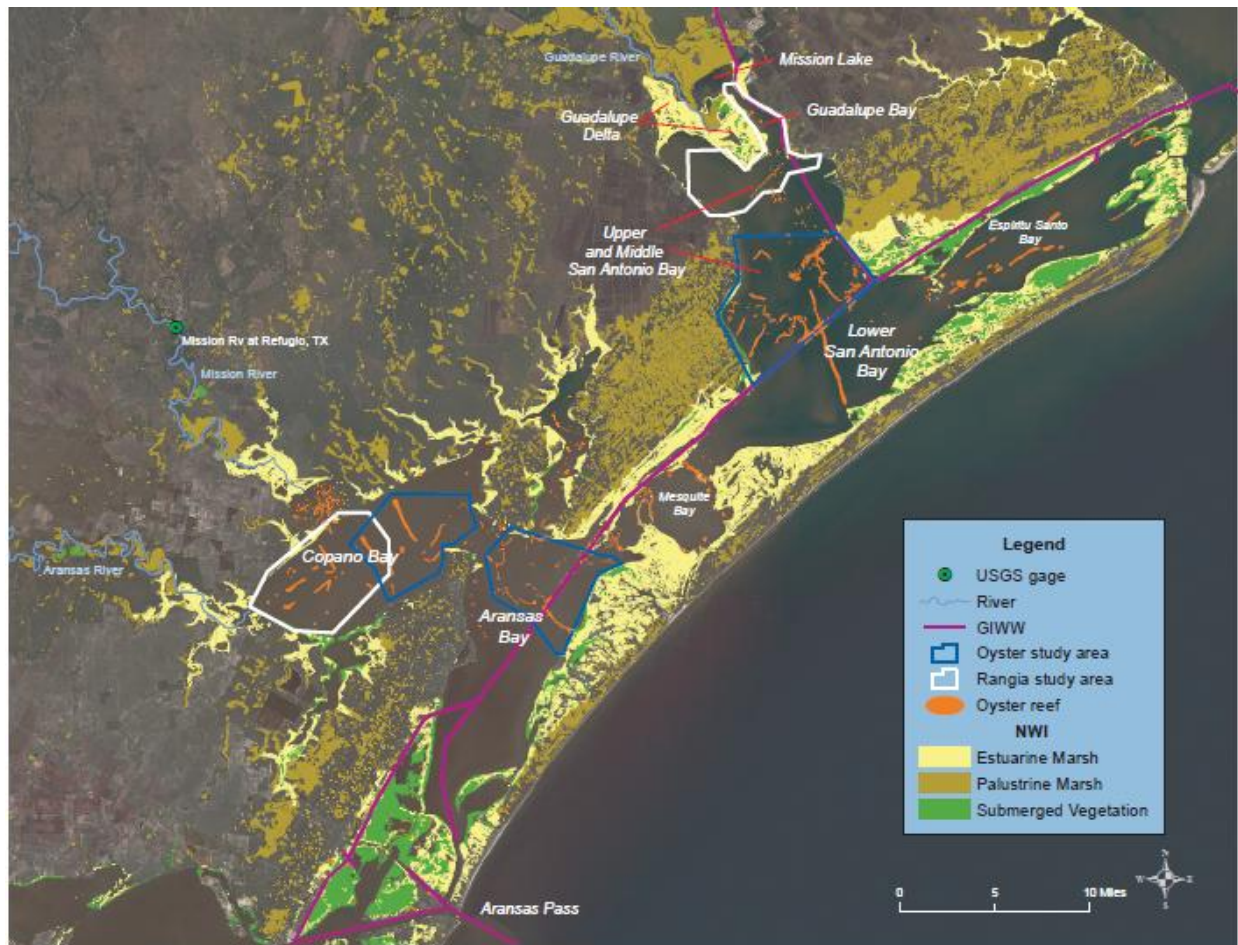 Guadalupe River
Mission Lake
Guadalupe
Delta
Guadalupe Bay
Upper
and Middle
San Antonio Bay
Espiritu Santo
Bay
Mission Rv at Refugio, TX
Lower
San Antonio
Bay
Mission River
Mesquite
Bay
Copano Bay
Aransas River
Aransas
Bay
Aransas Pass
Legend
USGS gage
River
GIWW
Oyster study area
Rangia study area
Oyster reef
NWI
Estuarine Marsh
Palustrine Marsh
Submerged Vegetation
N
W
E
S
0 5 10 Miles